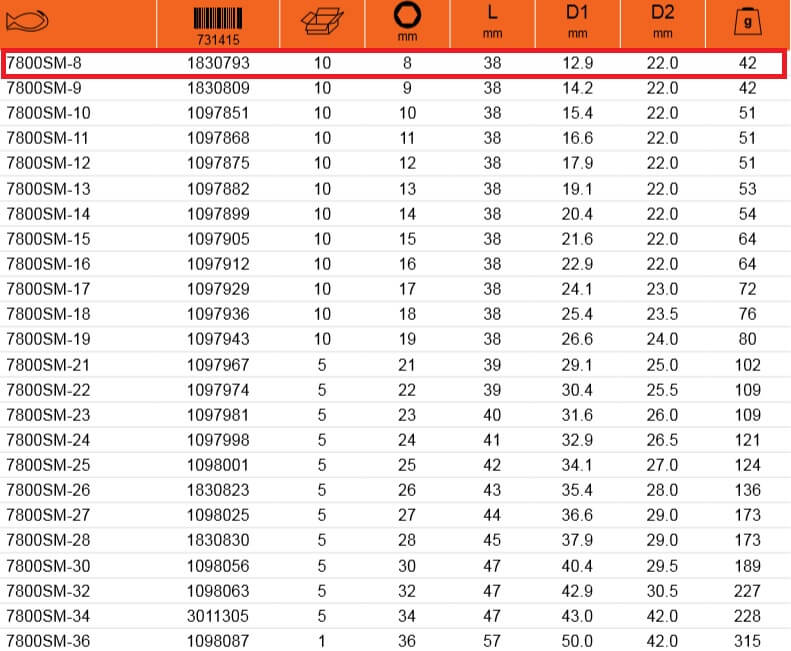 731415 mm L mm D1 mm D2 mm g
7800SM-8 1830793 10 8 38 12.9 22.0 42
7800SM-9 1830809 10 9 38 14.2 22.0 42
7800SM-10 1097851 10 10 38 15.4 22.0 51
7800SM-11 1097868 10 11 38 16.6 22.0 51
7800SM-12 1097875 10 12 38 17.9 22.0 51
7800SM-13 1097882 10 13 38 19.1 22.0 53
7800SM-14 1097899 10 14 38 20.4 22.0 54
7800SM-15 1097905 10 15 38 21.6 22.0 64
7800SM-16 1097912 10 16 38 22.9 22.0 64
7800SM-17 1097929 10 17 38 24.1 23.0 72
7800SM-18 1097936 10 18 38 25.4 23.5 76
7800SM-19 1097943 10 19 38 26.6 24.0 80
7800SM-21 1097967 5 21 39 29.1 25.0 102
7800SM-22 1097974 5 22 39 30.4 25.5 109
7800SM-23 1097981 5 23 40 31.6 26.0 109
7800SM-24 1097998 5 24 41 32.9 26.5 121
7800SM-25 1098001 5 25 42 34.1 27.0 124
7800SM-26 1830823 5 26 43 35.4 28.0 136
7800SM-27 1098025 5 27 44 36.6 29.0 173
7800SM-28 1830830 5 28 45 37.9 29.0 173
7800SM-30 1098056 5 30 47 40.4 29.5 189
7800SM-32 1098063 5 32 47 42.9 30.5 227
7800SM-34 3011305 5 34 47 43.0 42.0 228
7800SM-36 1098087 1 36 57 50.0 42.0 315